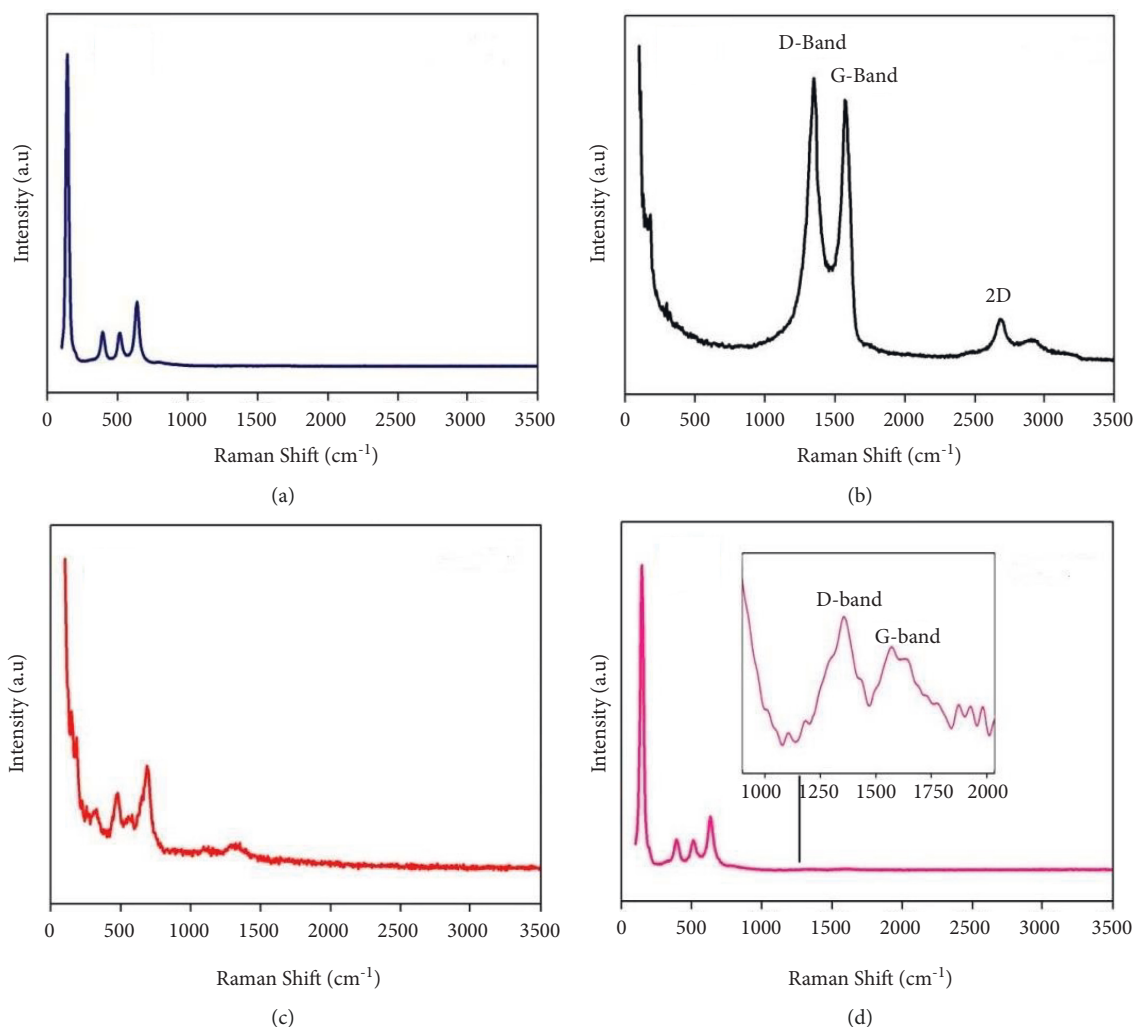 Intensity (a.u)
0 500 1000 1500 2000 2500 3000 3500
Raman Shift (cm⁻¹)
(a)
D-Band
G-Band
2D
Intensity (a.u)
0 500 1000 1500 2000 2500 3000 3500
Raman Shift (cm⁻¹)
(b)
Intensity (a.u)
0 500 1000 1500 2000 2500 3000 3500
Raman Shift (cm⁻¹)
(c)
D-band
G-band
1000 1250 1500 1750 2000
Intensity (a.u)
0 500 1000 1500 2000 2500 3000 3500
Raman Shift (cm⁻¹)
(d)